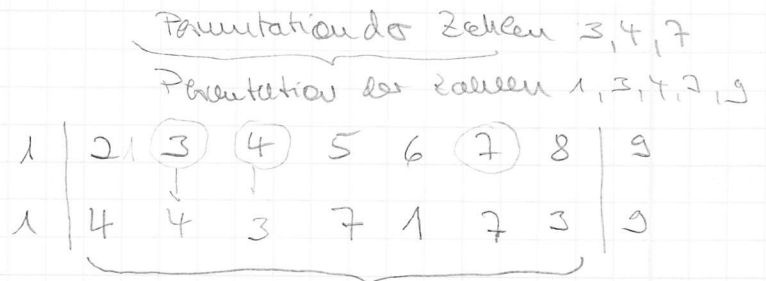 Permutation der Zahlen 3, 4, 7
Permutation der Zahlen 1, 3, 4, 7, 9
1 | 2 3 4 5 6 7 8 | 9
1 | 4 4 3 7 1 7 3 | 9